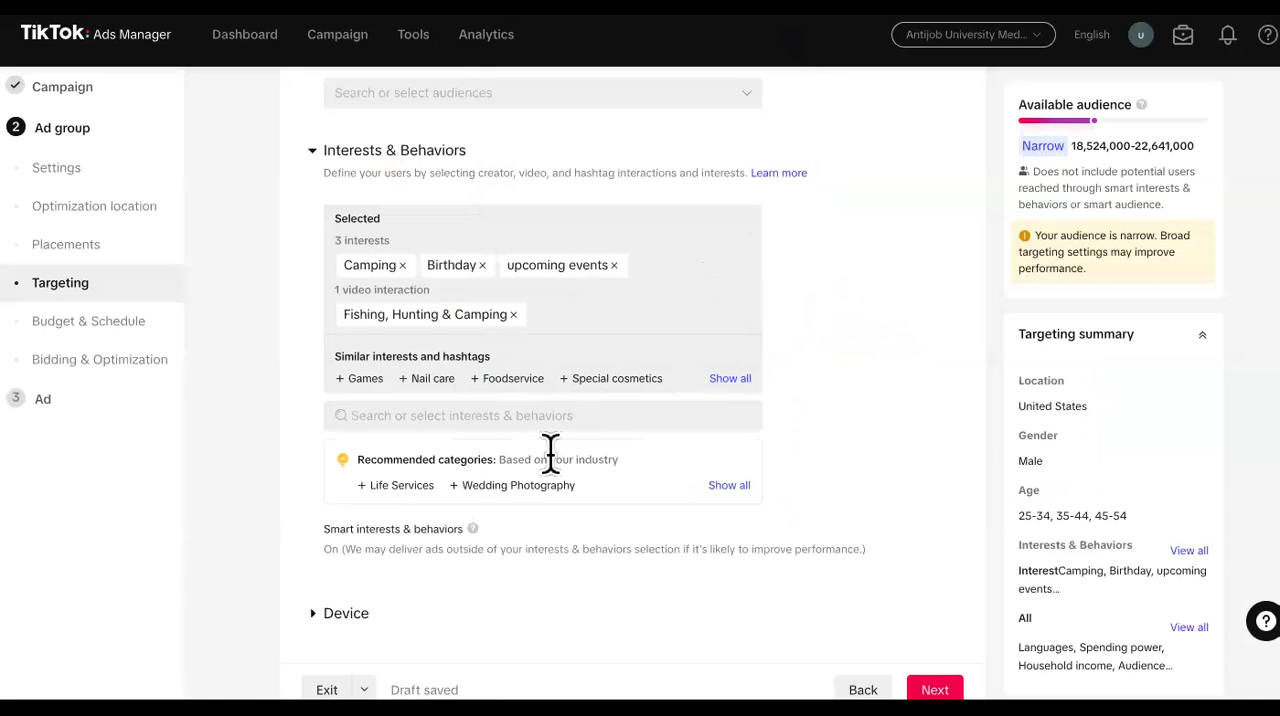 TikTok: Ads Manager Dashboard Campaign Tools Analytics Antijob University Med... English U
Campaign
2 Ad group
Settings
Optimization location
Placements
Targeting
Budget & Schedule
Bidding & Optimization
3 Ad
Search or select audiences
Interests & Behaviors
Define your users by selecting creator, video, and hashtag interactions and interests. Learn more
Selected
3 interests
Camping × Birthday × upcoming events ×
1 video interaction
Fishing, Hunting & Camping ×
Similar interests and hashtags
+ Games + Nail care + Foodservice + Special cosmetics Show all
Search or select interests & behaviors
Recommended categories: Based on your industry
+ Life Services + Wedding Photography Show all
Smart interests & behaviors ?
On (We may deliver ads outside of your interests & behaviors selection if it's likely to improve performance.)
Device
Exit Draft saved Back Next
Available audience ?
Narrow 18,524,000-22,641,000
Does not include potential users
reached through smart interests &
behaviors or smart audience.
Your audience is narrow. Broad
targeting settings may improve
performance.
Targeting summary
Location
United States
Gender
Male
Age
25-34, 35-44, 45-54
Interests & Behaviors View all
InterestCamping, Birthday, upcoming
events...
All View all
Languages, Spending power,
Household income, Audience...